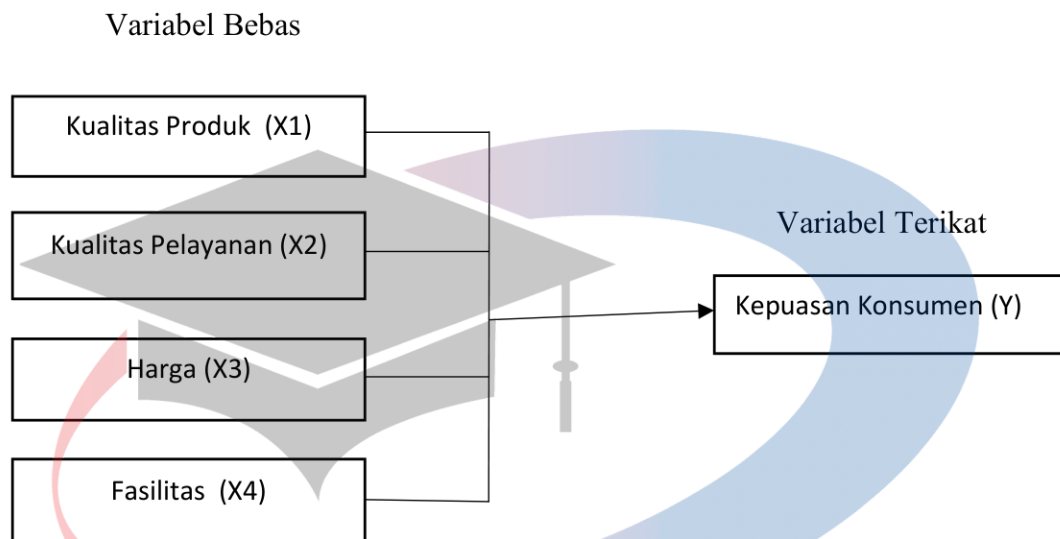 Variabel Bebas
Kualitas Produk (X1)
Kualitas Pelayanan (X2)
Variabel Terikat
Kepuasan Konsumen (Y)
Harga (X3)
Fasilitas (X4)